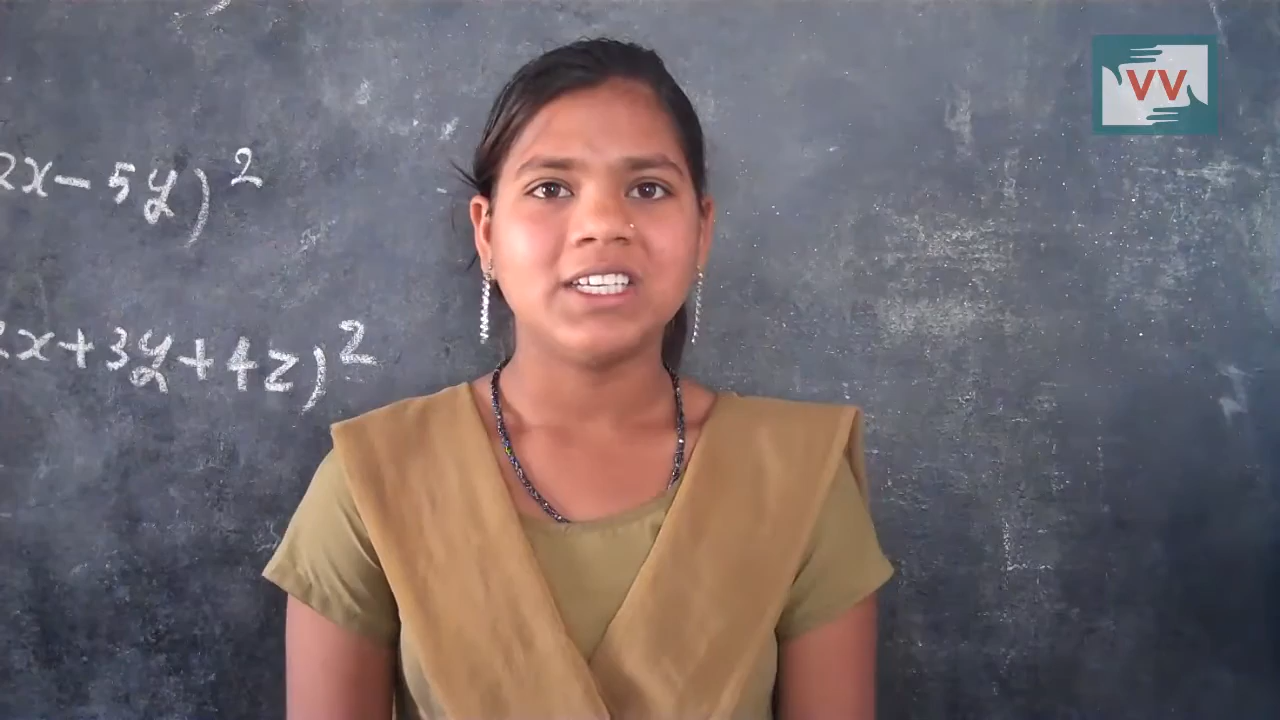 2x - 5y)²
2x + 3y + 4z)²
VV